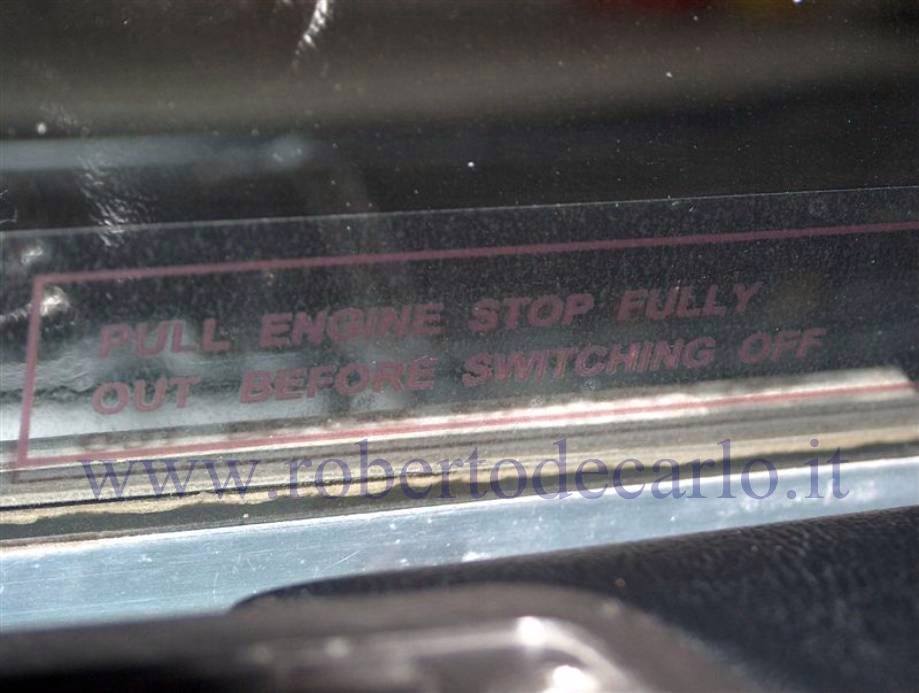 PULL ENGINE STOP FULLY
OUT BEFORE SWITCHING OFF
www.robertodecarlo.it